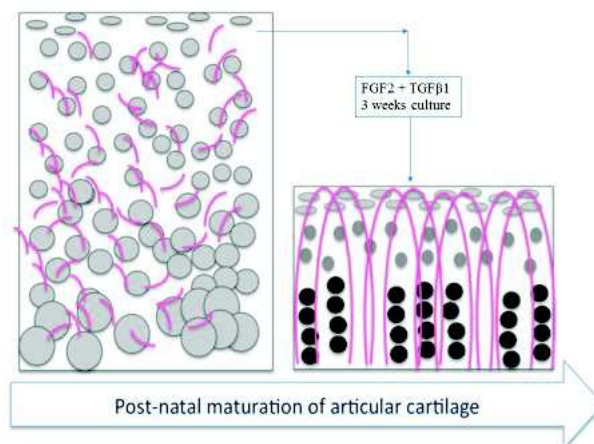 FGF2 + TGFβ1
3 weeks culture
Post-natal maturation of articular cartilage